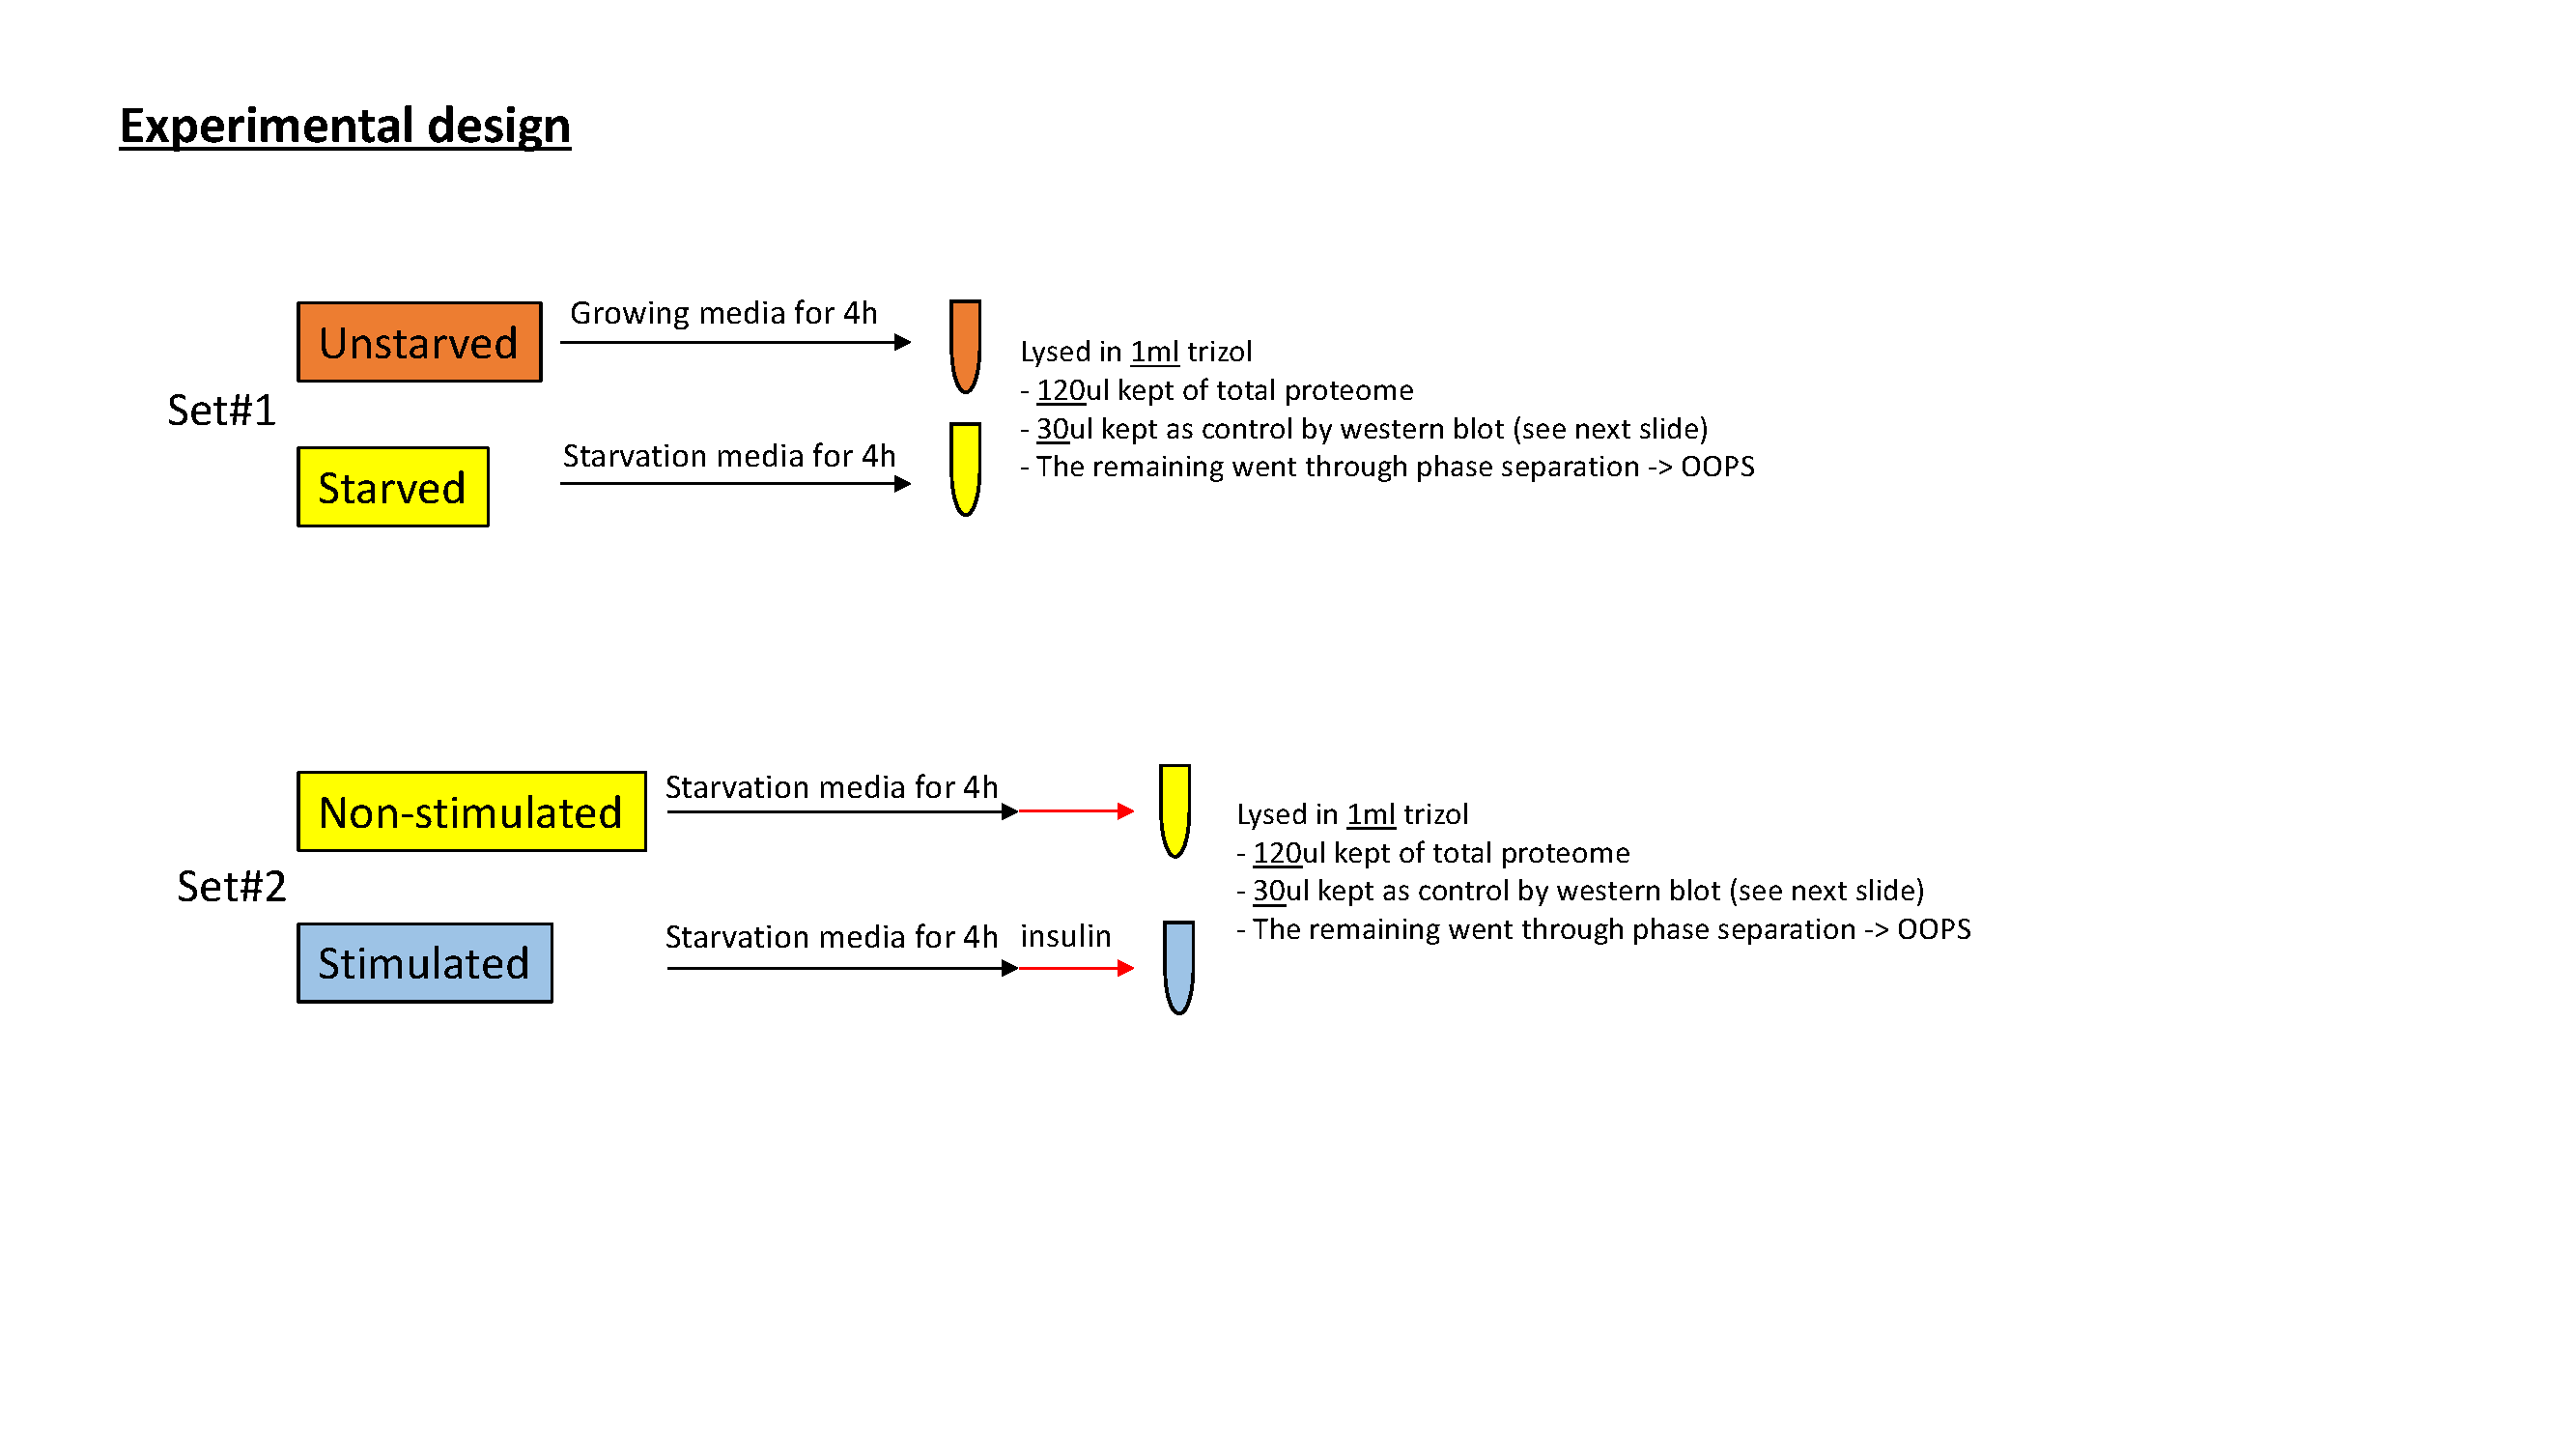 Experimental design
Set#1
Unstarved
Growing media for 4h
Starved
Starvation media for 4h
Lysed in 1ml trizol
- 120ul kept of total proteome
- 30ul kept as control by western blot (see next slide)
- The remaining went through phase separation -> OOPS
Set#2
Non-stimulated
Starvation media for 4h
Stimulated
Starvation media for 4h
insulin
Lysed in 1ml trizol
- 120ul kept of total proteome
- 30ul kept as control by western blot (see next slide)
- The remaining went through phase separation -> OOPS